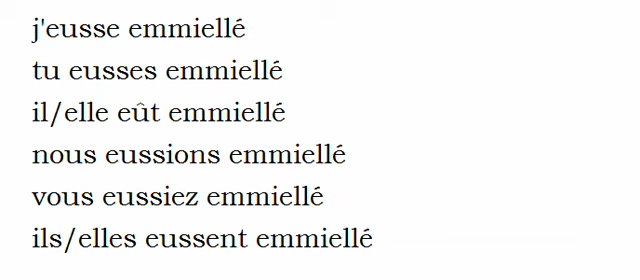 j'eusse emmiellé
tu eusses emmiellé
il/elle eût emmiellé
nous eussions emmiellé
vous eussiez emmiellé
ils/elles eussent emmiellé